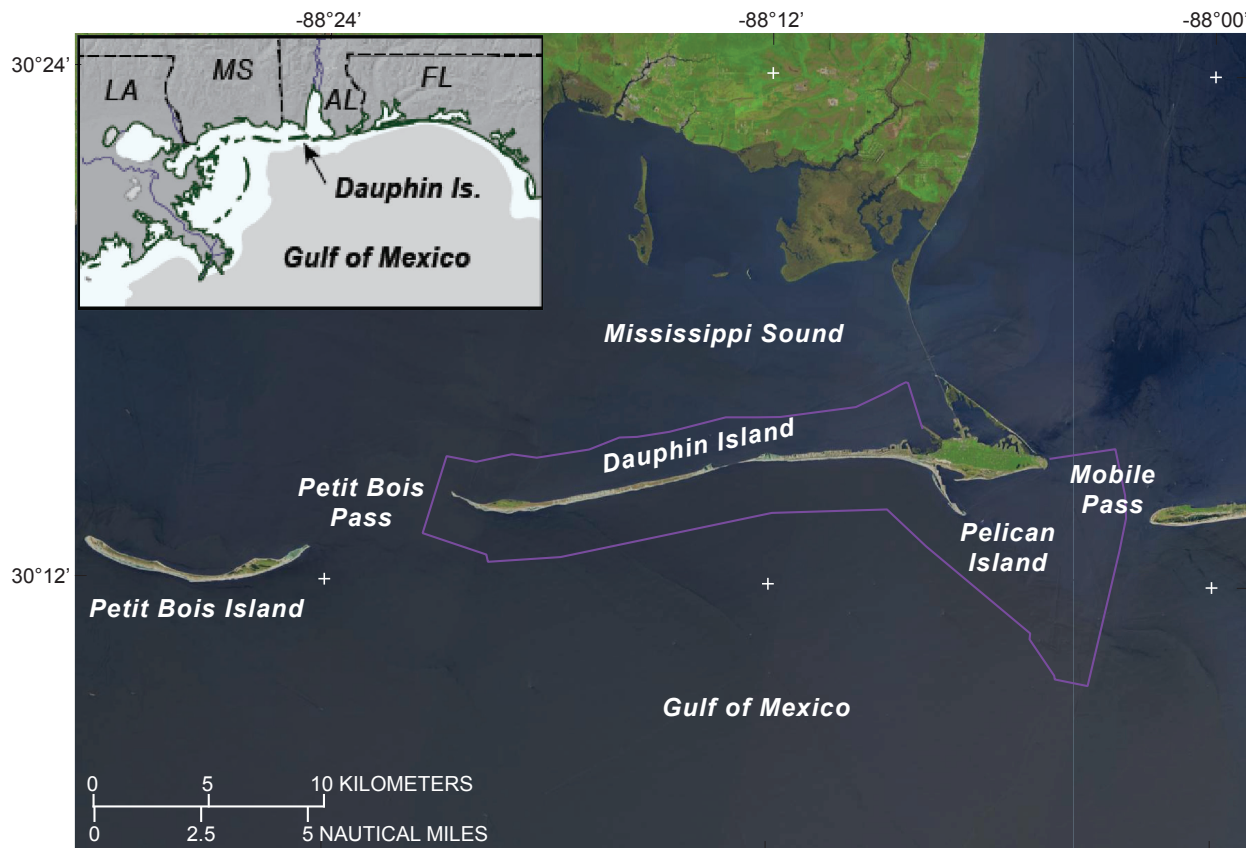 -88°24'
-88°12'
-88°00'
30°24'
LA
MS
AL
FL
Dauphin Is.
Gulf of Mexico
Mississippi Sound
Dauphin Island
Petit Bois
Pass
Mobile
Pass
Pelican
Island
30°12'
Petit Bois Island
Gulf of Mexico
0 5 10 KILOMETERS
0 2.5 5 NAUTICAL MILES